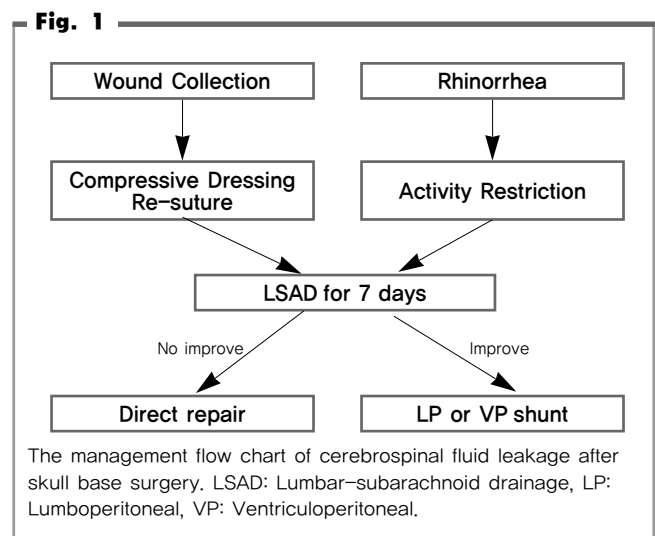 Fig. 1
Wound Collection
Rhinorrhea
Compressive Dressing
Re-suture
Activity Restriction
LSAD for 7 days
No improve
Improve
Direct repair
LP or VP shunt
The management flow chart of cerebrospinal fluid leakage after
skull base surgery. LSAD: Lumbar-subarachnoid drainage, LP:
Lumboperitoneal, VP: Ventriculoperitoneal.